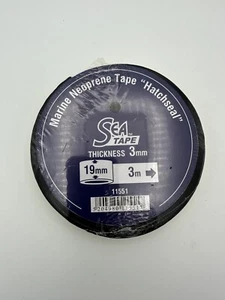 Marine Neoprene Tape "Hatchseal"
SEA
TAPE
THICKNESS 3mm
19mm
3m
11551